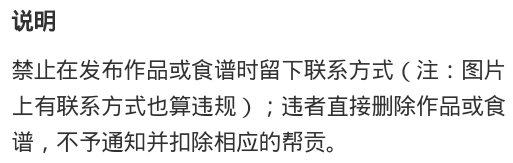 说明
禁止在发布作品或食谱时留下联系方式（注：图片
上有联系方式也算违规）；违者直接删除作品或食
谱，不予通知并扣除相应的帮贡。